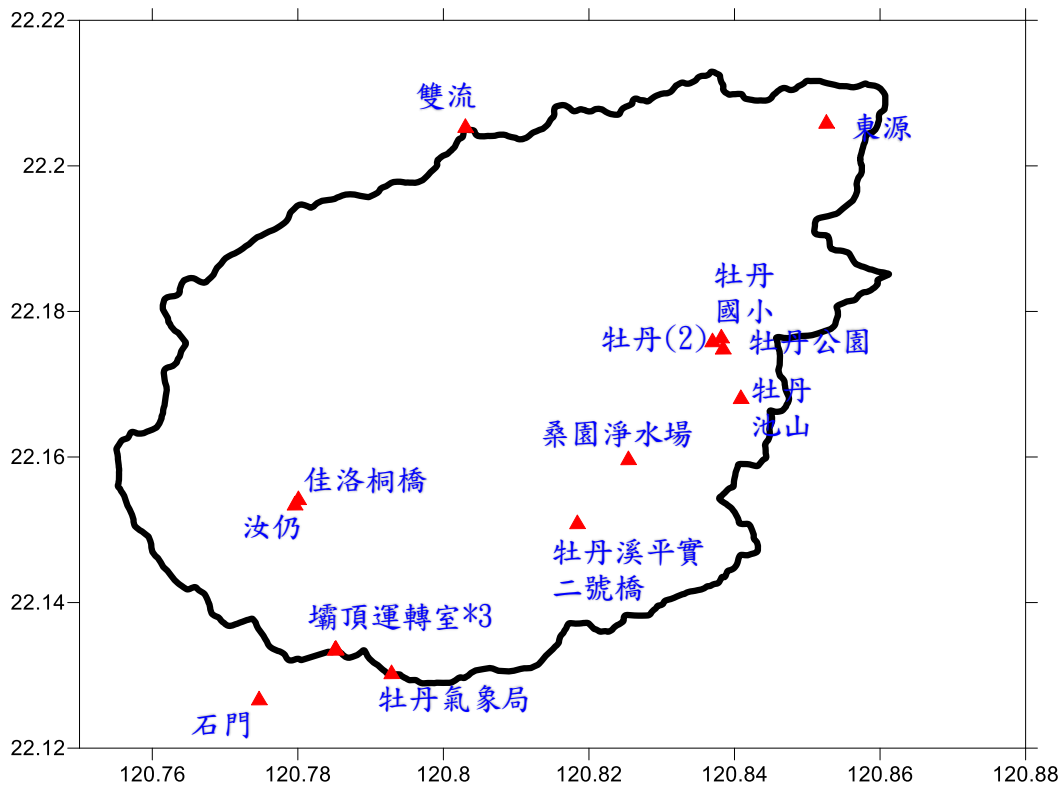 22.22
雙流
東源
22.2
牡丹
國小
22.18
牡丹(2)
牡丹公園
牡丹
池山
桑園淨水場
22.16
佳洛桐橋
汝仍
牡丹溪平實
二號橋
22.14
壩頂運轉室*3
牡丹氣象局
石門
22.12
120.76
120.78
120.8
120.82
120.84
120.86
120.88